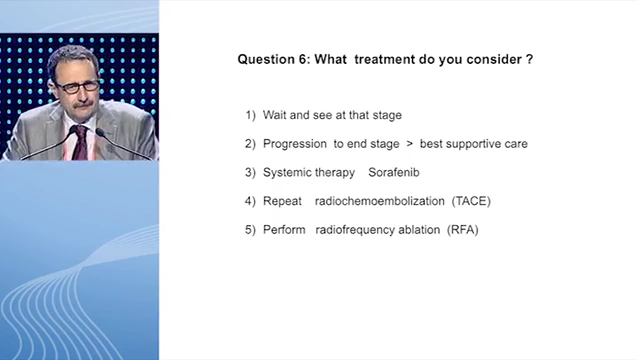 Question 6: What treatment do you consider ?
1) Wait and see at that stage
2) Progression to end stage > best supportive care
3) Systemic therapy Sorafenib
4) Repeat radiochemoembolization (TACE)
5) Perform radiofrequency ablation (RFA)